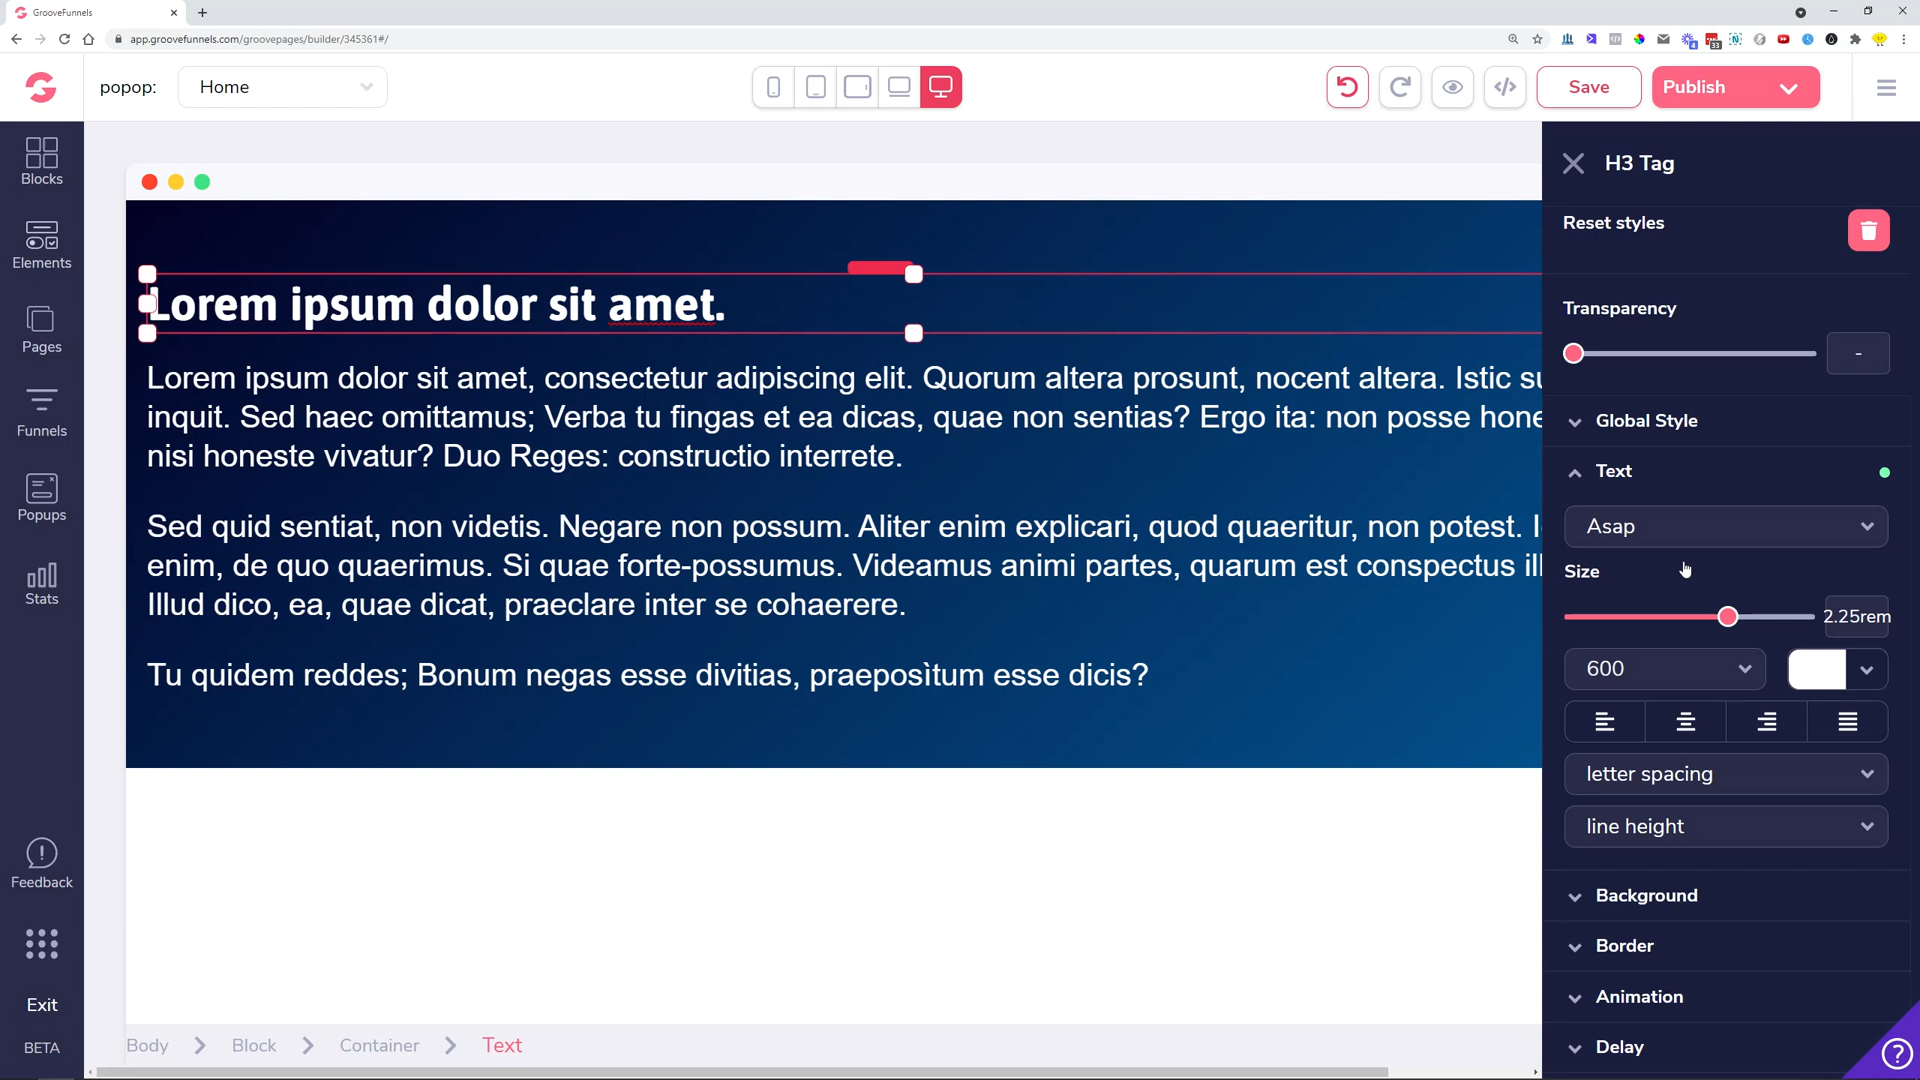 GrooveFunnels
app.groovefunnels.com/groovepages/builder/345361#/
4
33
popop:
Home
Save
Publish
Blocks
Elements
Pages
Funnels
Popups
Stats
Feedback
Exit
BETA
Lorem ipsum dolor sit amet.
Lorem ipsum dolor sit amet, consectetur adipiscing elit. Quorum altera prosunt, nocent altera. Istic
inquit. Sed haec omittamus; Verba tu fingas et ea dicas, quae non sentias? Ergo ita: non posse hone
nisi honeste vivatur? Duo Reges: constructio interrete.
Sed quid sentiat, non videtis. Negare non possum. Aliter enim explicari, quod quaeritur, non potest.
enim, de quo quaerimus. Si quae forte-possumus. Videamus animi partes, quarum est conspectus ill
Illud dico, ea, quae dicat, praeclare inter se cohaerere.
Tu quidem reddes; Bonum negas esse divitias, praeposìtum esse dicis?
Body
Block
Container
Text
H3 Tag
Reset styles
Transparency
-
Global Style
Text
Asap
Size
2.25rem
600
letter spacing
line height
Background
Border
Animation
Delay